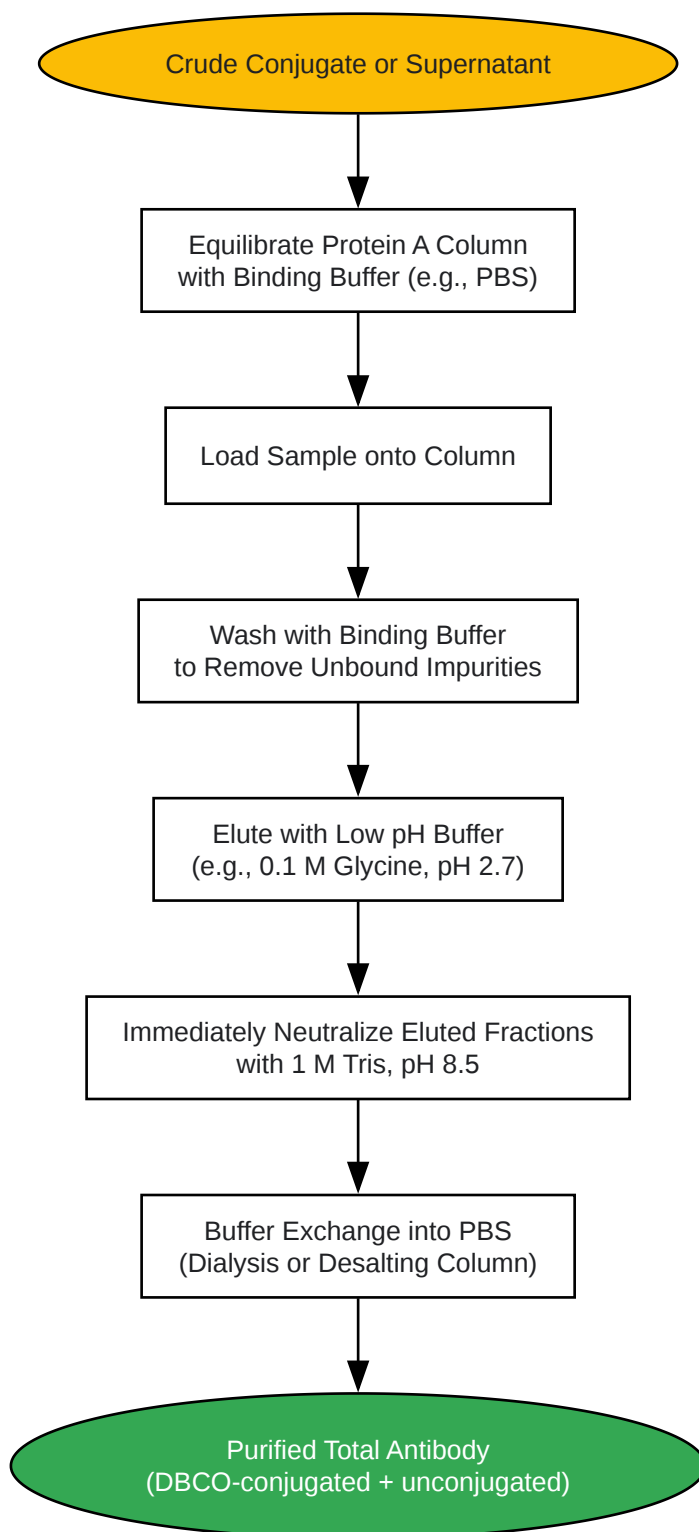 Crude Conjugate or Supernatant
Equilibrate Protein A Column
with Binding Buffer (e.g., PBS)
Load Sample onto Column
Wash with Binding Buffer
to Remove Unbound Impurities
Elute with Low pH Buffer
(e.g., 0.1 M Glycine, pH 2.7)
Immediately Neutralize Eluted Fractions
with 1 M Tris, pH 8.5
Buffer Exchange into PBS
(Dialysis or Desalting Column)
Purified Total Antibody
(DBCO-conjugated + unconjugated)